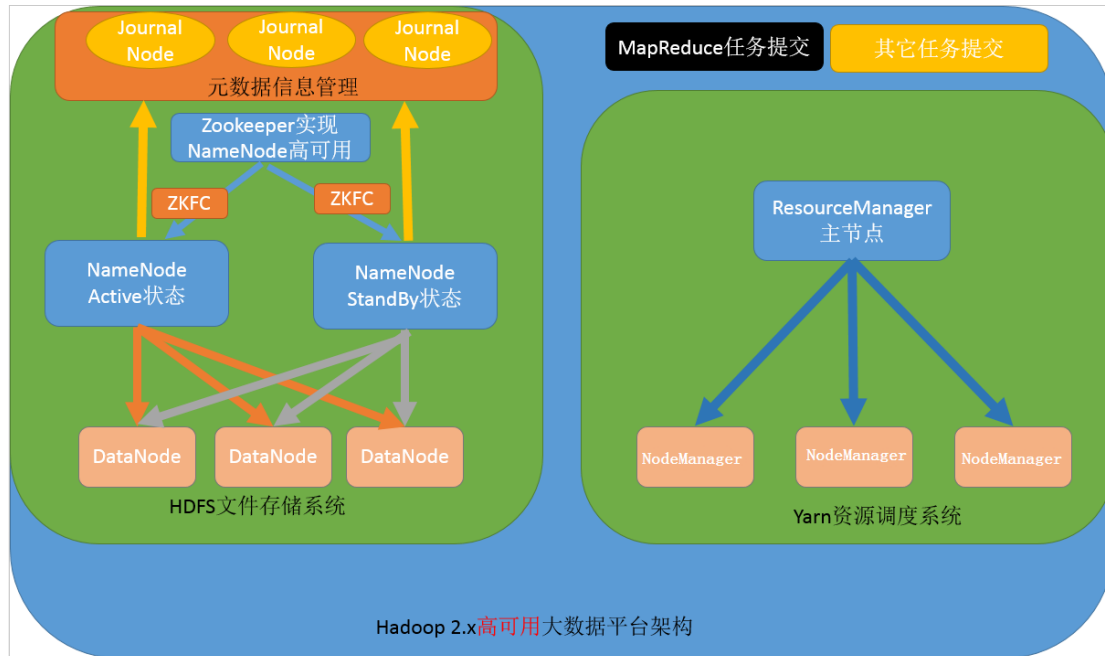 Journal
Node
Journal
Node
Journal
Node
元数据信息管理
MapReduce任务提交
其它任务提交
Zookeeper实现
NameNode高可用
ZKFC
ZKFC
NameNode
Active状态
NameNode
StandBy状态
ResourceManager
主节点
DataNode
DataNode
DataNode
HDFS文件存储系统
NodeManager
NodeManager
NodeManager
Yarn资源调度系统
Hadoop 2.x高可用大数据平台架构